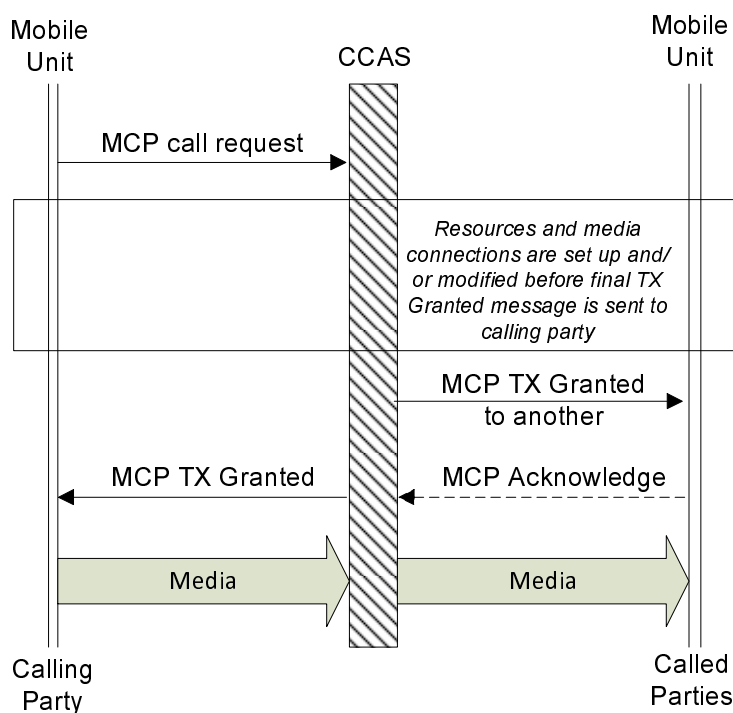 Mobile
Unit
CCAS
Mobile
Unit
MCP call request
Resources and media
connections are set up and/
or modified before final TX
Granted message is sent to
calling party
MCP TX Granted
to another
MCP TX Granted
MCP Acknowledge
Media
Media
Calling
Party
Called
Parties